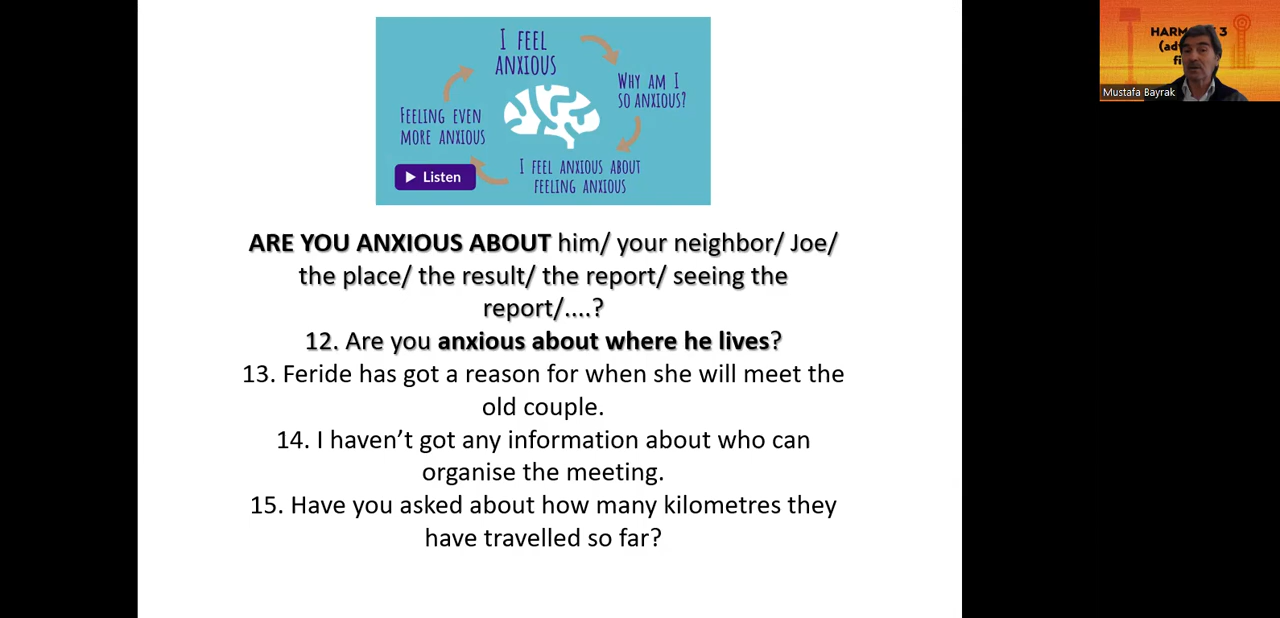 I FEEL
ANXIOUS
WHY AM I
SO ANXIOUS?
I FEEL ANXIOUS ABOUT
FEELING ANXIOUS
FEELING EVEN
MORE ANXIOUS
Listen
ARE YOU ANXIOUS ABOUT him/ your neighbor/ Joe/
the place/ the result/ the report/ seeing the
report/....?
12. Are you anxious about where he lives?
13. Feride has got a reason for when she will meet the
old couple.
14. I haven’t got any information about who can
organise the meeting.
15. Have you asked about how many kilometres they
have travelled so far?
3
Mustafa Bayrak